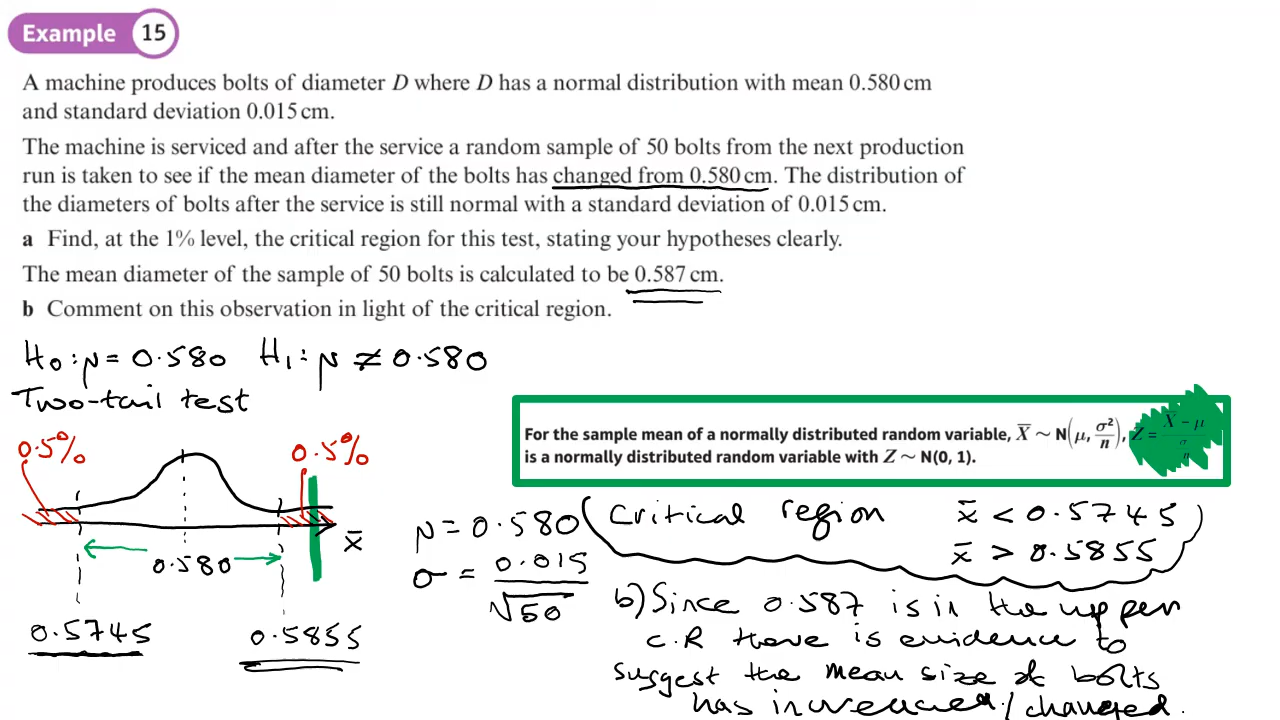 Example 15
A machine produces bolts of diameter D where D has a normal distribution with mean 0.580 cm
and standard deviation 0.015 cm.
The machine is serviced and after the service a random sample of 50 bolts from the next production
run is taken to see if the mean diameter of the bolts has changed from 0.580 cm. The distribution of
the diameters of bolts after the service is still normal with a standard deviation of 0.015 cm.
a Find, at the 1% level, the critical region for this test, stating your hypotheses clearly.
The mean diameter of the sample of 50 bolts is calculated to be 0.587 cm.
b Comment on this observation in light of the critical region.
H₀ : μ = 0.580 H₁ : μ ≠ 0.580
Two-tail test
0.5% 0.5%
x̄
0.580
0.5745 0.5855
For the sample mean of a normally distributed random variable, X̄ ~ N(μ, σ²/n), Z = (X̄ − μ)/(σ/n)
is a normally distributed random variable with Z ~ N(0, 1).
μ = 0.580
σ = 0.015/√50
Critical region x̄ < 0.5745
x̄ > 0.5855
b) Since 0.587 is in the upper
C.R there is evidence to
suggest the mean size of bolts
has increased / changed.